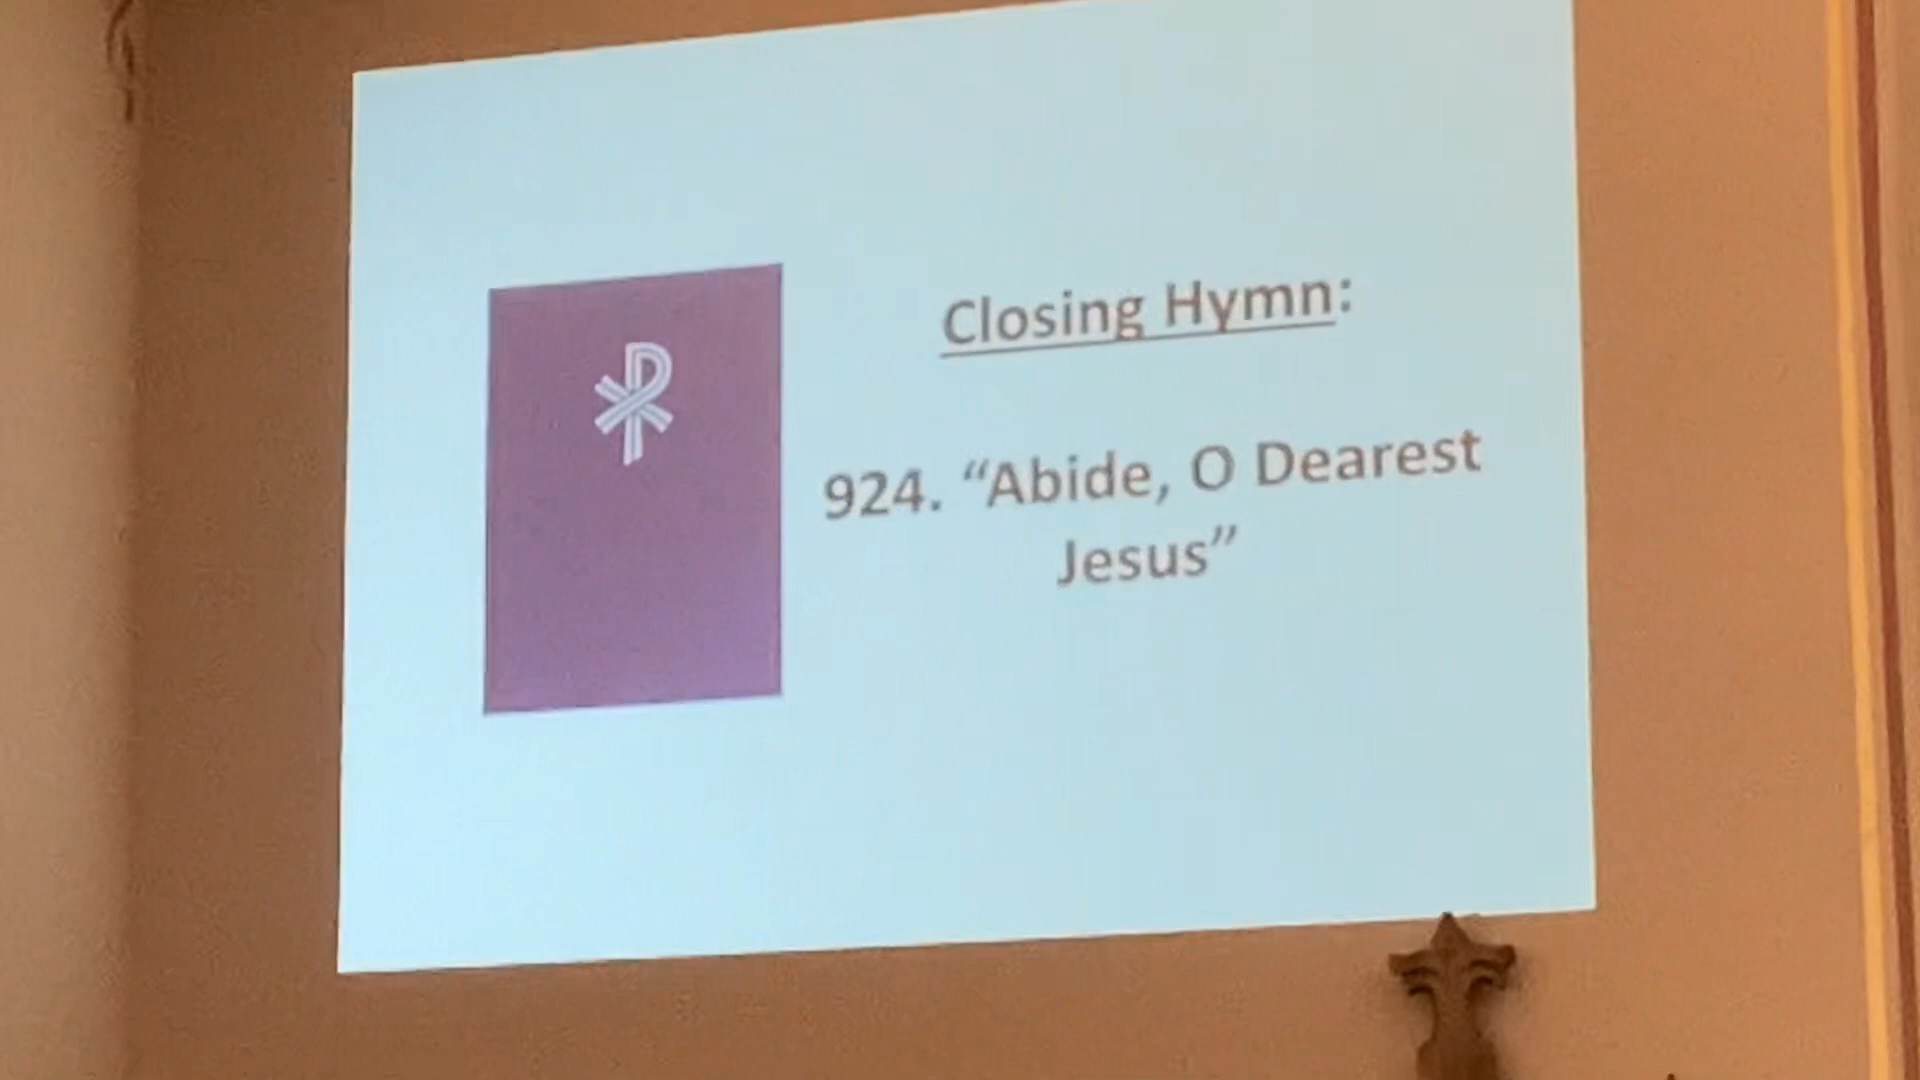 Closing Hymn:
924. “Abide, O Dearest
Jesus”